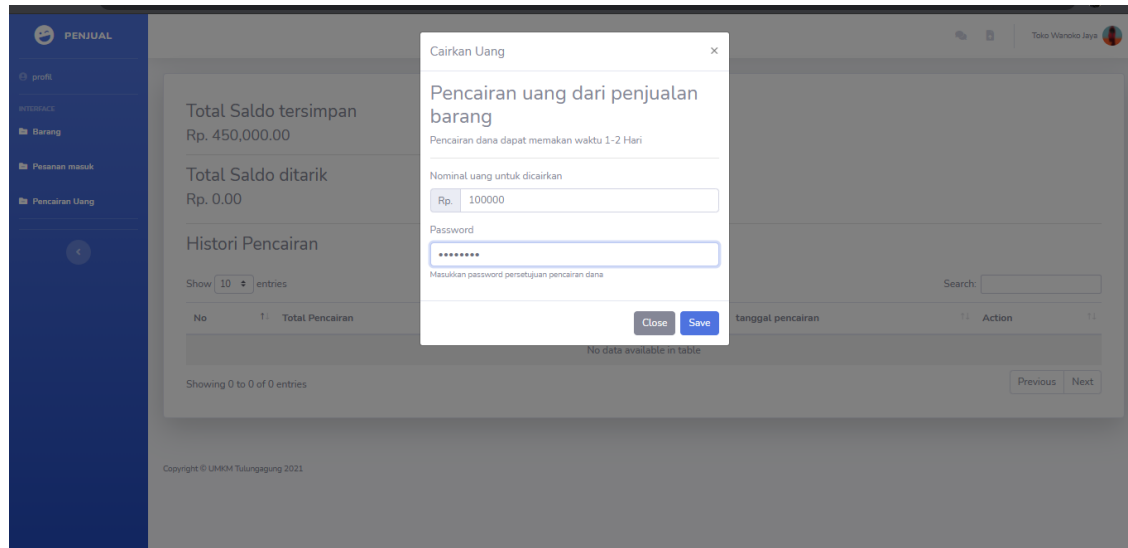 PENJUAL
Toko Wanoko Jaya
profil
INTERFACE
Barang
Pesanan masuk
Pencairan Uang
Cairkan Uang
×
Pencairan uang dari penjualan
barang
Pencairan dana dapat memakan waktu 1-2 Hari
Nominal uang untuk dicairkan
Rp. 100000
Password
••••••••
Masukkan password persetujuan pencairan dana
Close Save
Total Saldo tersimpan
Rp. 450,000.00
Total Saldo ditarik
Rp. 0.00
Histori Pencairan
Show 10 entries
Search:
No Total Pencairan tanggal pencairan Action
No data available in table
Showing 0 to 0 of 0 entries
Previous Next
Copyright © UMKM Tulungagung 2021